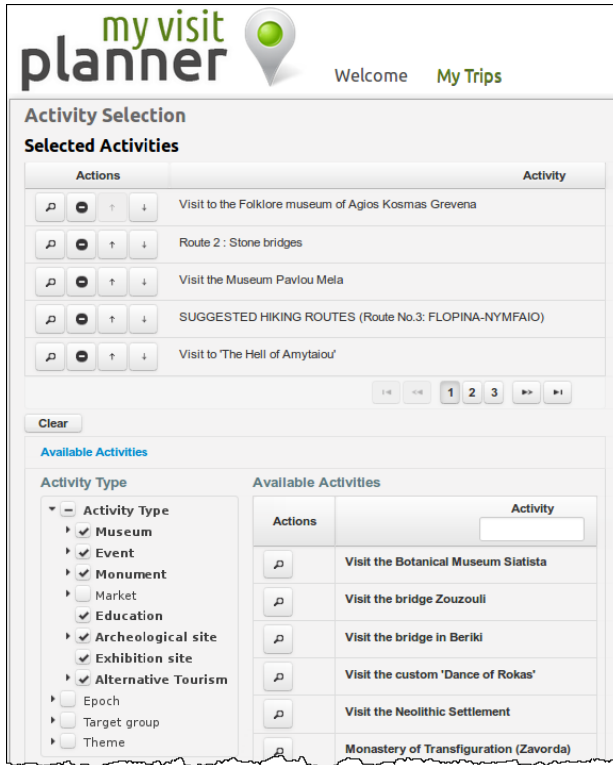 my visit
planner
Welcome My Trips
Activity Selection
Selected Activities
Actions Activity
Visit to the Folklore museum of Agios Kosmas Grevena
Route 2 : Stone bridges
Visit the Museum Pavlou Mela
SUGGESTED HIKING ROUTES (Route No.3: FLOPINA-NYMFAIO)
Visit to 'The Hell of Amytaiou'
1 2 3
Clear
Available Activities
Activity Type
Activity Type
Museum
Event
Monument
Market
Education
Archeological site
Exhibition site
Alternative Tourism
Epoch
Target group
Theme
Available Activities
Actions Activity
Visit the Botanical Museum Siatista
Visit the bridge Zouzouli
Visit the bridge in Beriki
Visit the custom 'Dance of Rokas'
Visit the Neolithic Settlement
Monastery of Transfiguration (Zavorda)